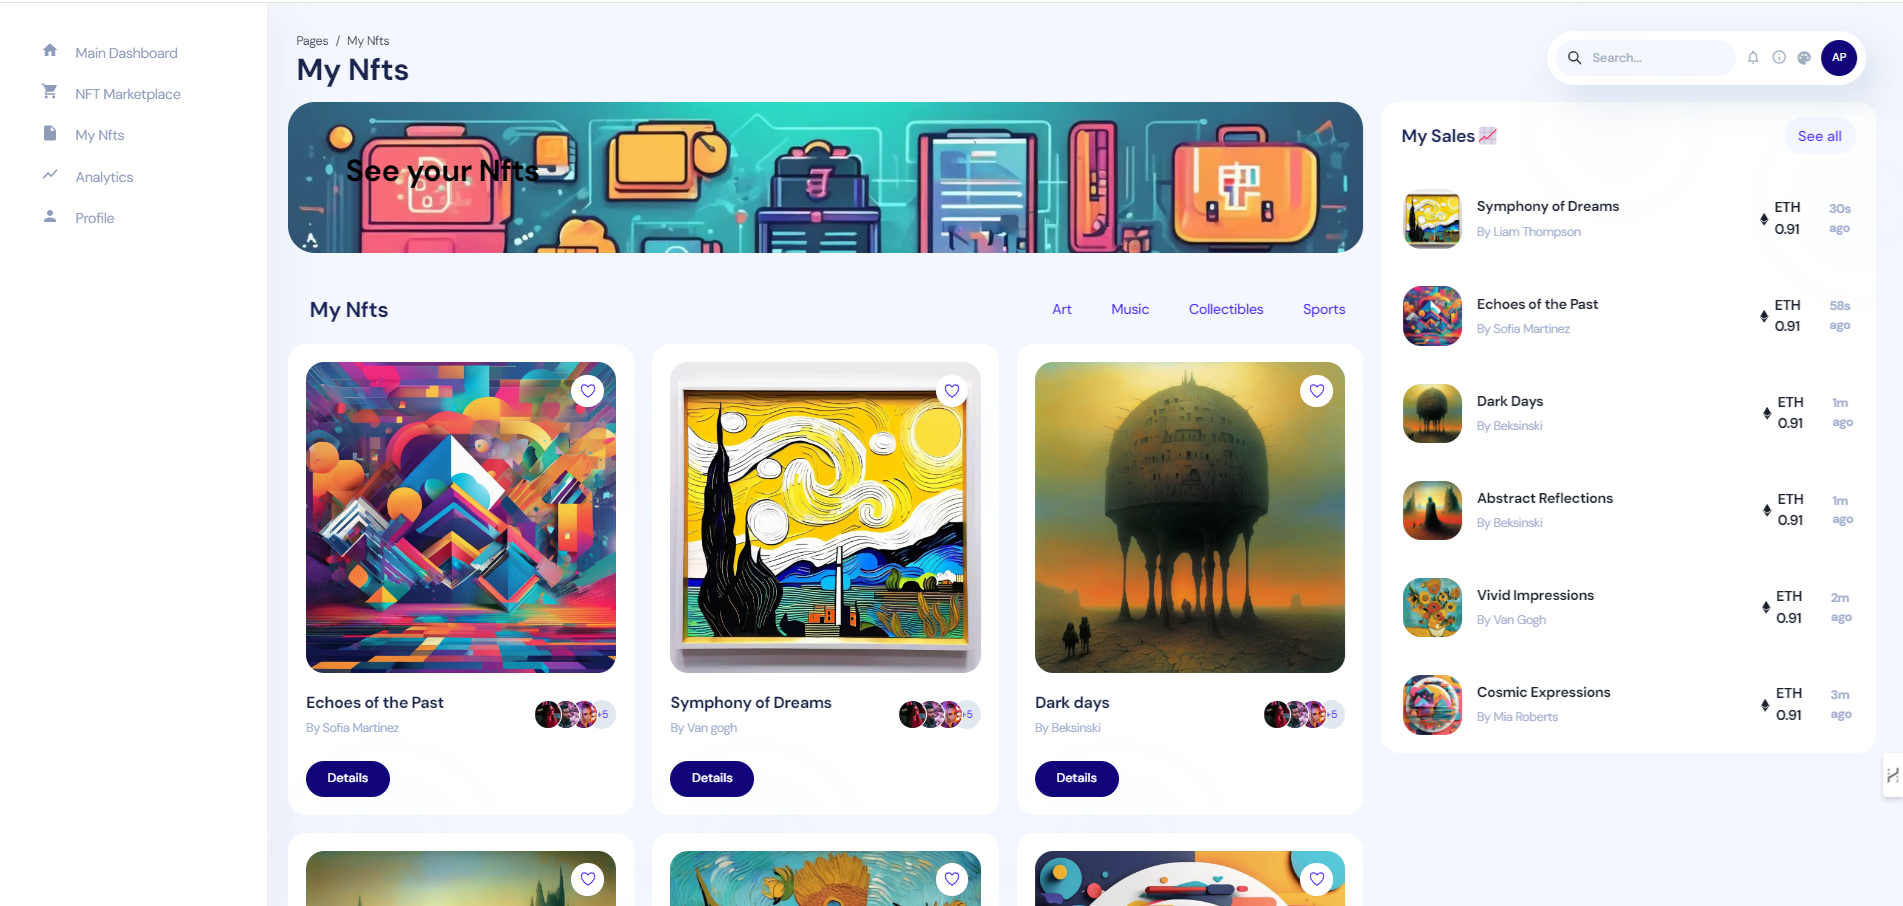 Main Dashboard
NFT Marketplace
My Nfts
Analytics
Profile
Pages / My Nfts
My Nfts
Search...
AP
See your Nfts
My Nfts
Art
Music
Collectibles
Sports
Echoes of the Past
By Sofia Martinez
+5
Details
Symphony of Dreams
By Van gogh
+5
Details
Dark days
By Beksinski
+5
Details
My Sales
See all
Symphony of Dreams
By Liam Thompson
ETH
0.91
30s
ago
Echoes of the Past
By Sofia Martinez
ETH
0.91
58s
ago
Dark Days
By Beksinski
ETH
0.91
1m
ago
Abstract Reflections
By Beksinski
ETH
0.91
1m
ago
Vivid Impressions
By Van Gogh
ETH
0.91
2m
ago
Cosmic Expressions
By Mia Roberts
ETH
0.91
3m
ago